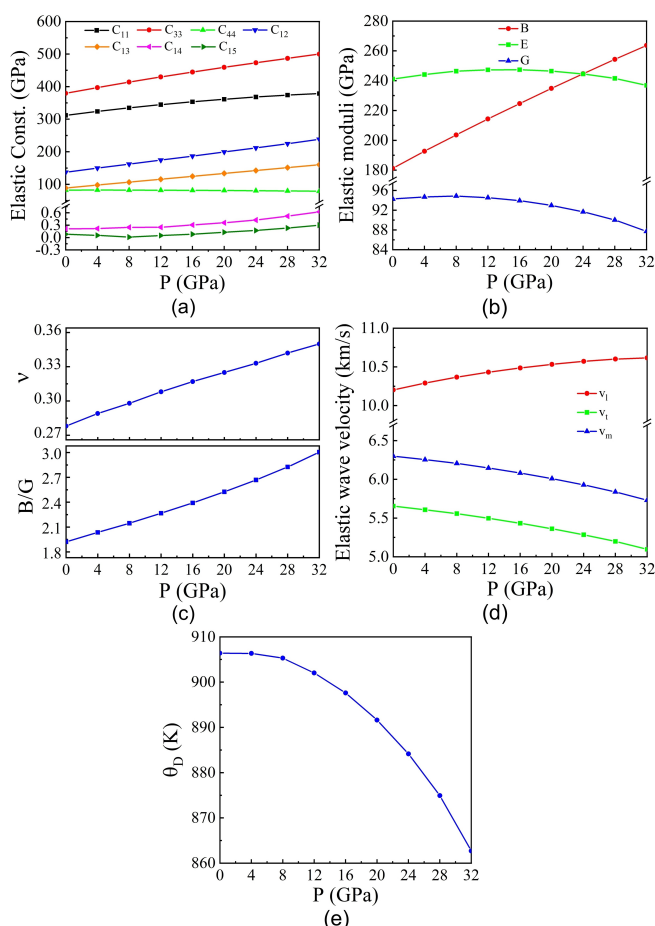 C11 C33 C44 C12
C13 C14 C15
600
500
400
300
200
100
0.6
0.3
0.0
-0.3
Elastic Const. (GPa)
0 4 8 12 16 20 24 28 32
P (GPa)
(a)
B
E
G
280
260
240
220
200
180
96
92
88
84
Elastic moduli (GPa)
0 4 8 12 16 20 24 28 32
P (GPa)
(b)
0.36
0.33
0.30
0.27
ν
3.0
2.7
2.4
2.1
1.8
B/G
0 4 8 12 16 20 24 28 32
P (GPa)
(c)
11.0
10.5
10.0
6.5
6.0
5.5
5.0
Elastic wave velocity (km/s)
vl
vt
vm
0 4 8 12 16 20 24 28 32
P (GPa)
(d)
910
900
890
880
870
860
θD (K)
0 4 8 12 16 20 24 28 32
P (GPa)
(e)